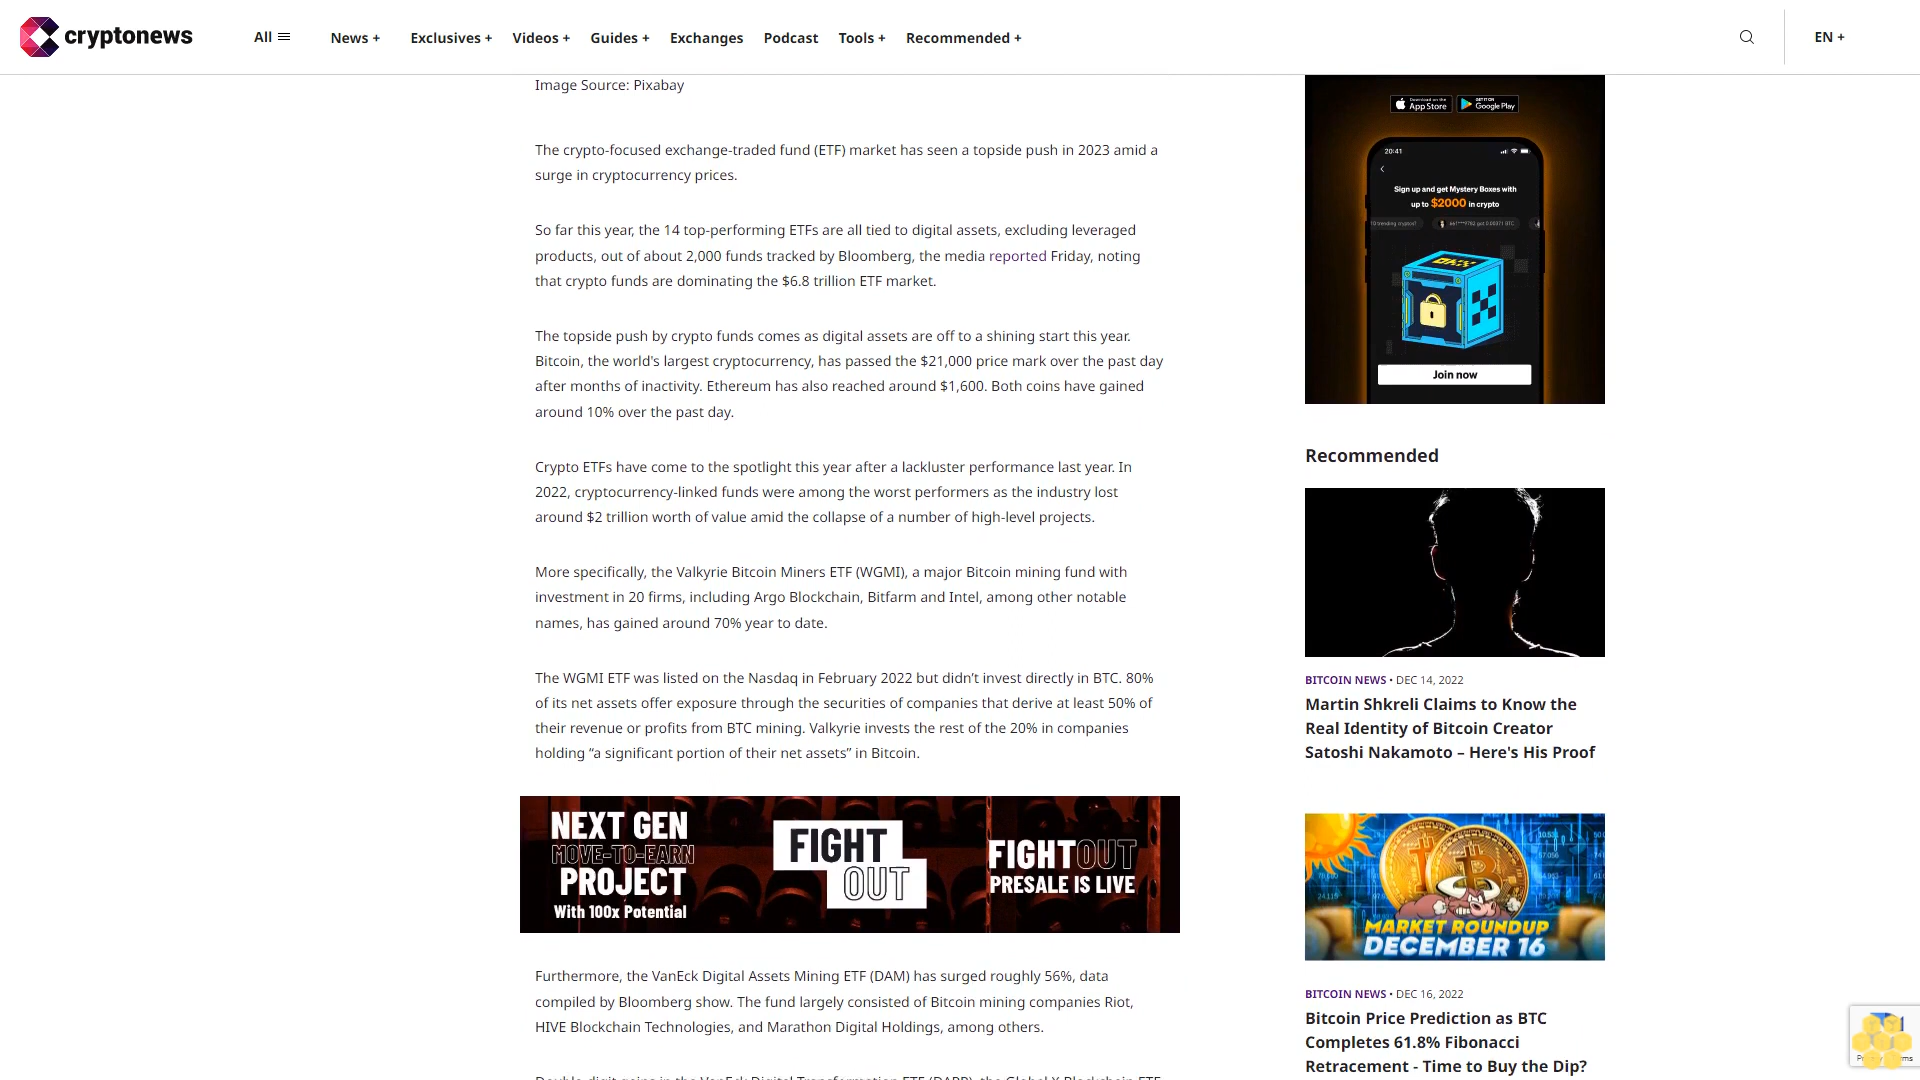 cryptonews
All
News +
Exclusives +
Videos +
Guides +
Exchanges
Podcast
Tools +
Recommended +
EN +
Image Source: Pixabay
The crypto-focused exchange-traded fund (ETF) market has seen a topside push in 2023 amid a
surge in cryptocurrency prices.
So far this year, the 14 top-performing ETFs are all tied to digital assets, excluding leveraged
products, out of about 2,000 funds tracked by Bloomberg, the media reported Friday, noting
that crypto funds are dominating the $6.8 trillion ETF market.
The topside push by crypto funds comes as digital assets are off to a shining start this year.
Bitcoin, the world's largest cryptocurrency, has passed the $21,000 price mark over the past day
after months of inactivity. Ethereum has also reached around $1,600. Both coins have gained
around 10% over the past day.
Crypto ETFs have come to the spotlight this year after a lackluster performance last year. In
2022, cryptocurrency-linked funds were among the worst performers as the industry lost
around $2 trillion worth of value amid the collapse of a number of high-level projects.
More specifically, the Valkyrie Bitcoin Miners ETF (WGMI), a major Bitcoin mining fund with
investment in 20 firms, including Argo Blockchain, Bitfarm and Intel, among other notable
names, has gained around 70% year to date.
The WGMI ETF was listed on the Nasdaq in February 2022 but didn’t invest directly in BTC. 80%
of its net assets offer exposure through the securities of companies that derive at least 50% of
their revenue or profits from BTC mining. Valkyrie invests the rest of the 20% in companies
holding “a significant portion of their net assets” in Bitcoin.
NEXT GEN
MOVE-TO-EARN
PROJECT
With 100x Potential
FIGHT
OUT
FIGHTOUT
PRESALE IS LIVE
Furthermore, the VanEck Digital Assets Mining ETF (DAM) has surged roughly 56%, data
compiled by Bloomberg show. The fund largely consisted of Bitcoin mining companies Riot,
HIVE Blockchain Technologies, and Marathon Digital Holdings, among others.
Double-digit gains in the VanEck Digital Transformation ETF (DAPP), the Global X Blockchain ETF
Download on the
App Store
GET IT ON
Google Play
20:41
Sign up and get Mystery Boxes with
up to $2000 in crypto
Join now
Recommended
BITCOIN NEWS • DEC 14, 2022
Martin Shkreli Claims to Know the
Real Identity of Bitcoin Creator
Satoshi Nakamoto – Here's His Proof
MARKET ROUNDUP
DECEMBER 16
BITCOIN NEWS • DEC 16, 2022
Bitcoin Price Prediction as BTC
Completes 61.8% Fibonacci
Retracement - Time to Buy the Dip?